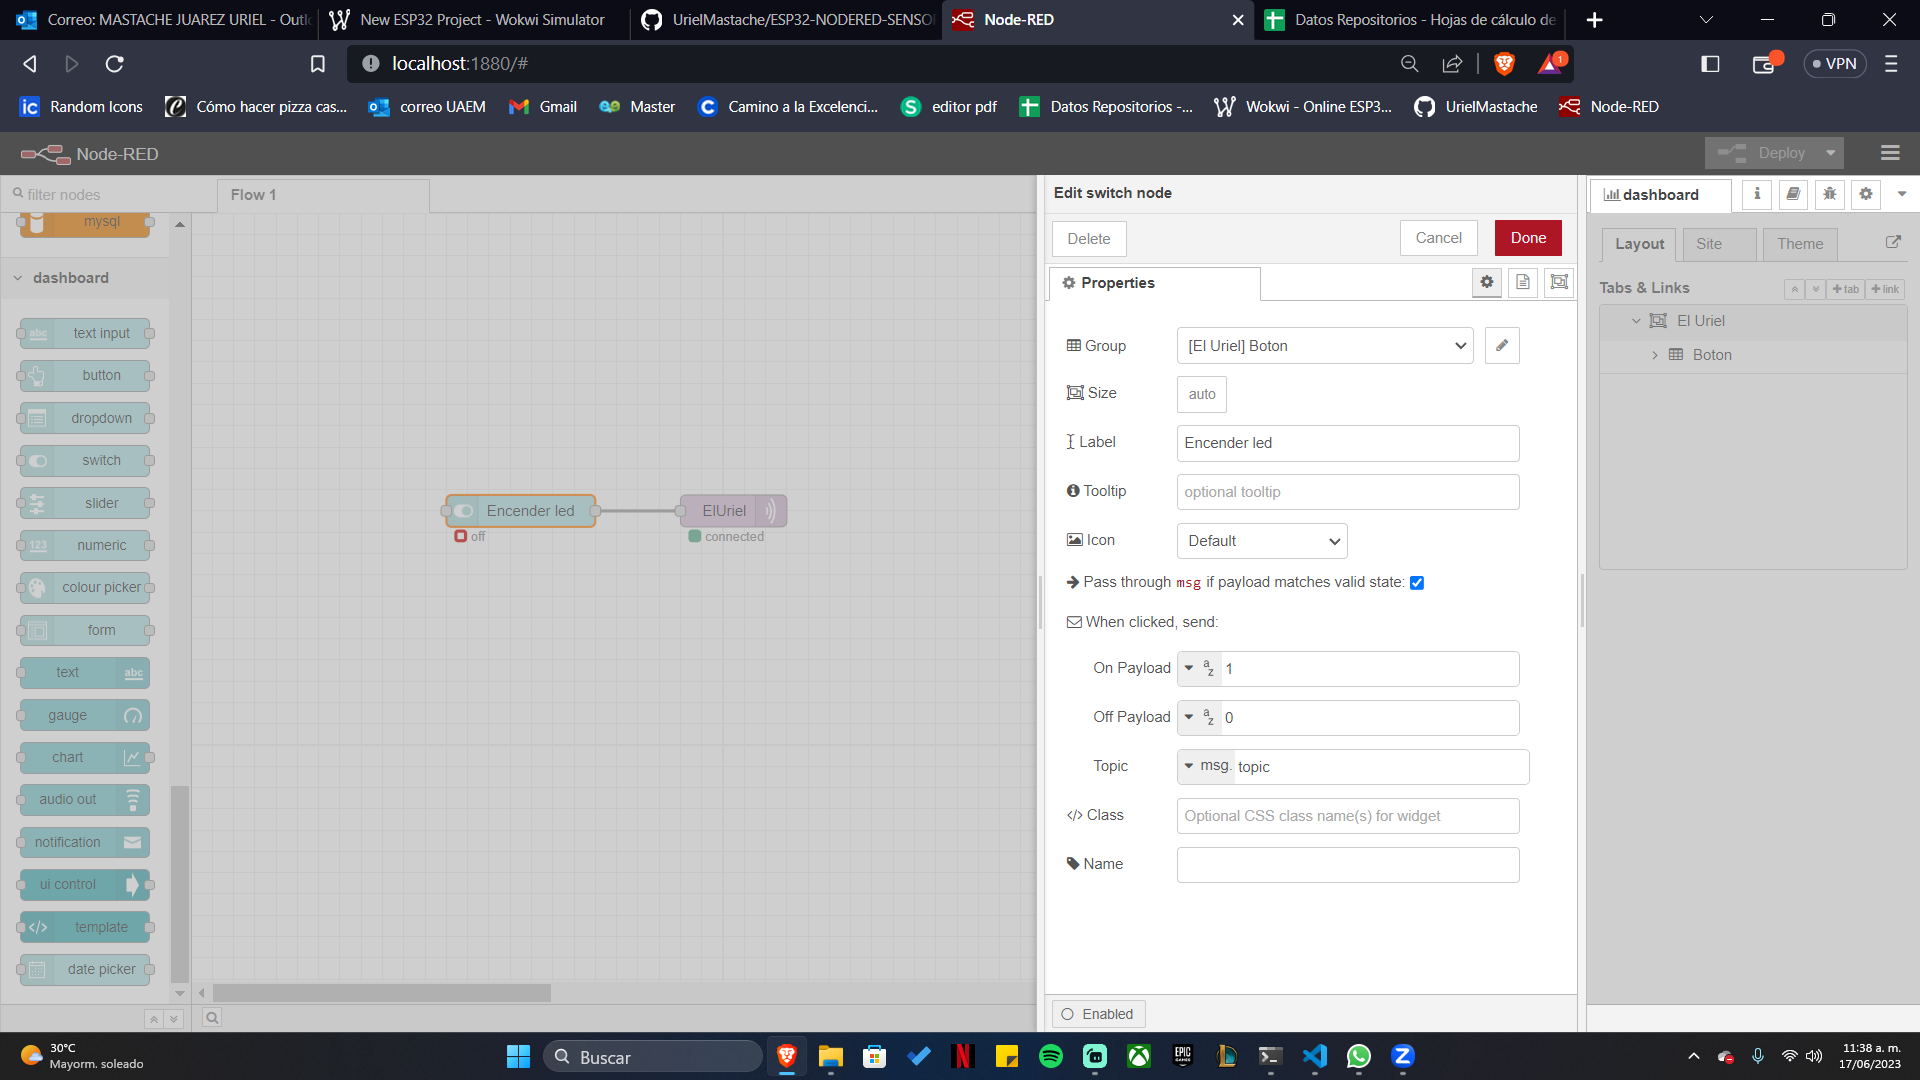 Correo: MASTACHE JUAREZ URIEL - Outl
New ESP32 Project - Wokwi Simulator
UrielMastache/ESP32-NODERED-SENSO
Node-RED
Datos Repositorios - Hojas de cálculo de
localhost:1880/#
1
VPN
Random Icons
Cómo hacer pizza cas...
correo UAEM
Gmail
Master
Camino a la Excelenci...
editor pdf
Datos Repositorios -...
Wokwi - Online ESP3...
UrielMastache
Node-RED
Node-RED
Deploy
filter nodes
Flow 1
mysql
dashboard
abc text input
button
dropdown
switch
slider
123 numeric
colour picker
form
text abc
gauge
chart
audio out
notification
ui control
</> template
date picker
Encender led
off
ElUriel
connected
Edit switch node
Delete
Cancel
Done
Properties
Group
[El Uriel] Boton
Size
auto
Label
Encender led
Tooltip
optional tooltip
Icon
Default
Pass through msg if payload matches valid state:
When clicked, send:
On Payload
a z 1
Off Payload
a z 0
Topic
msg. topic
</> Class
Optional CSS class name(s) for widget
Name
Enabled
dashboard
i
Layout
Site
Theme
Tabs & Links
+ tab
+ link
El Uriel
Boton
30°C
Mayorm. soleado
Buscar
EPIC GAMES
11:38 a. m.
17/06/2023